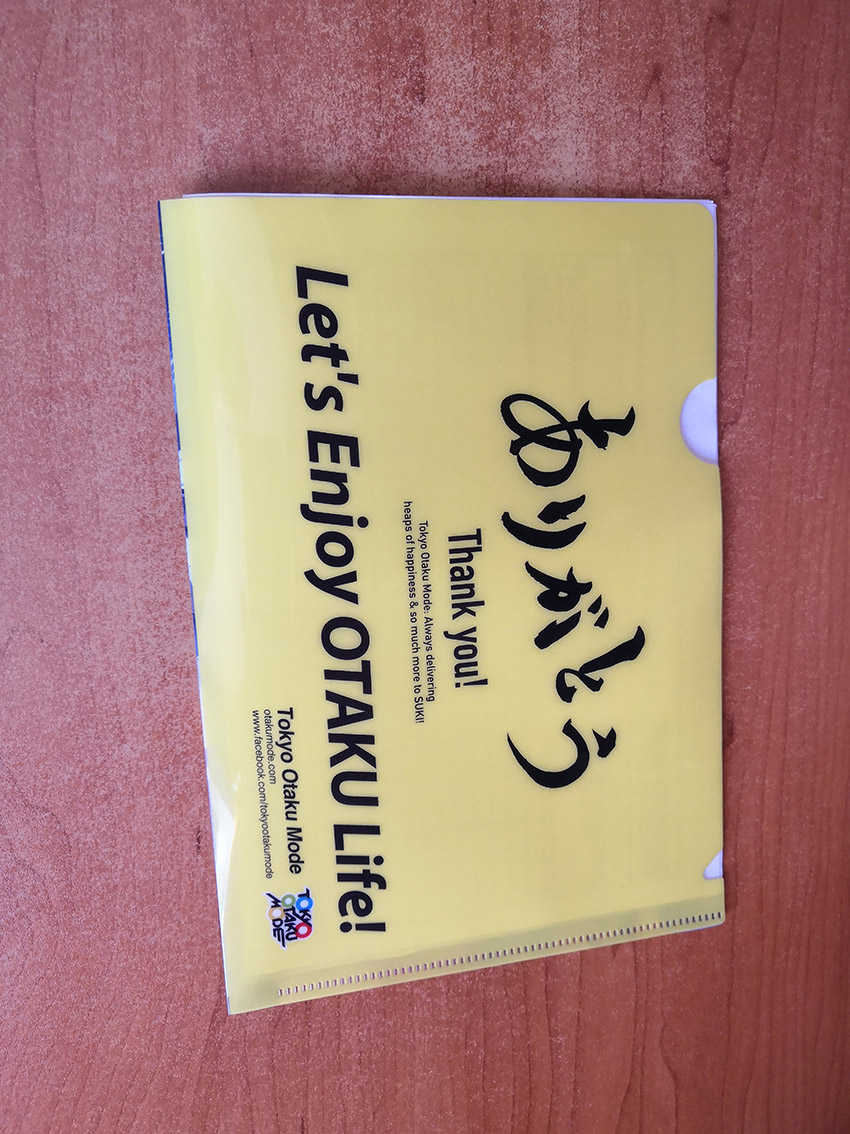 ありがとう
Thank you!
Tokyo Otaku Mode: Always delivering
heaps of happiness & so much more to SUKI!
Let's Enjoy OTAKU Life!
Tokyo Otaku Mode
otakumode.com
www.facebook.com/tokyootakumode
TOKYO
OTAKU
MODE